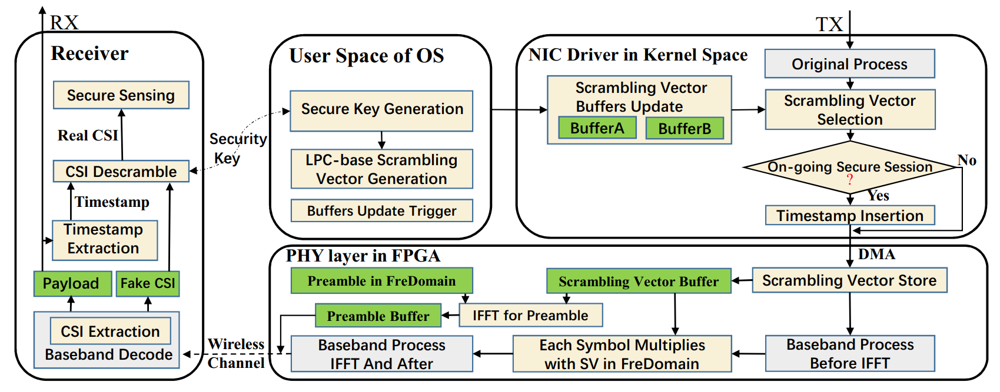 RX
Receiver
Secure Sensing
Real CSI
CSI Descramble
Timestamp
Timestamp
Extraction
Payload
Fake CSI
CSI Extraction
Baseband Decode
Security
Key
Wireless
Channel
User Space of OS
Secure Key Generation
LPC-base Scrambling
Vector Generation
Buffers Update Trigger
TX
NIC Driver in Kernel Space
Scrambling Vector
Buffers Update
BufferA
BufferB
Original Process
Scrambling Vector
Selection
On-going Secure Session
?
No
Yes
Timestamp Insertion
DMA
PHY layer in FPGA
Preamble in FreDomain
Scrambling Vector Buffer
Scrambling Vector Store
Preamble Buffer
IFFT for Preamble
Baseband Process
IFFT And After
Each Symbol Multiplies
with SV in FreDomain
Baseband Process
Before IFFT